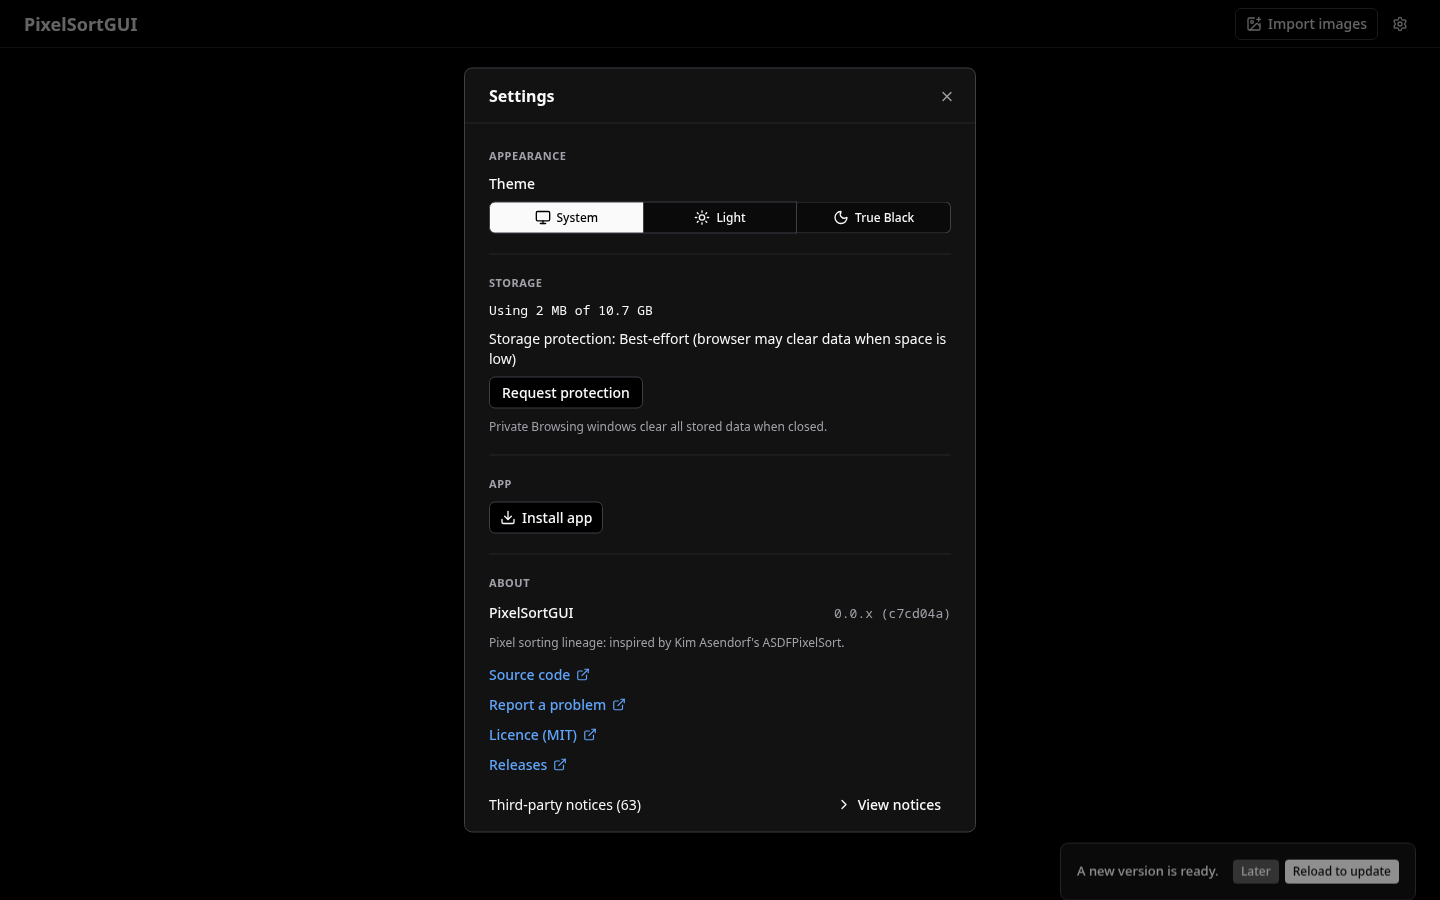 PixelSortGUI
Import images
Settings
APPEARANCE
Theme
System
Light
True Black
STORAGE
Using 2 MB of 10.7 GB
Storage protection: Best-effort (browser may clear data when space is
low)
Request protection
Private Browsing windows clear all stored data when closed.
APP
Install app
ABOUT
PixelSortGUI
0.0.x (c7cd04a)
Pixel sorting lineage: inspired by Kim Asendorf's ASDFPixelSort.
Source code
Report a problem
Licence (MIT)
Releases
Third-party notices (63)
View notices
A new version is ready.
Later
Reload to update